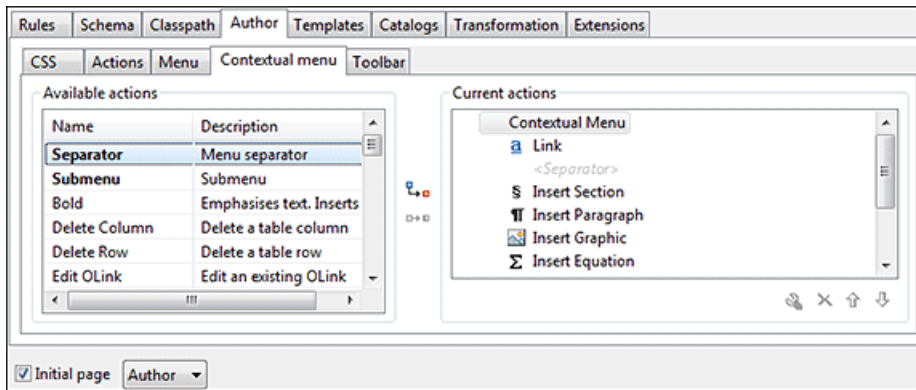 Rules Schema Classpath Author Templates Catalogs Transformation Extensions
CSS Actions Menu Contextual menu Toolbar
Available actions
Name Description
Separator Menu separator
Submenu Submenu
Bold Emphasises text. Inserts
Delete Column Delete a table column
Delete Row Delete a table row
Edit OLink Edit an existing OLink
Current actions
Contextual Menu
a Link
<Separator>
§ Insert Section
¶ Insert Paragraph
Insert Graphic
Σ Insert Equation
Initial page Author